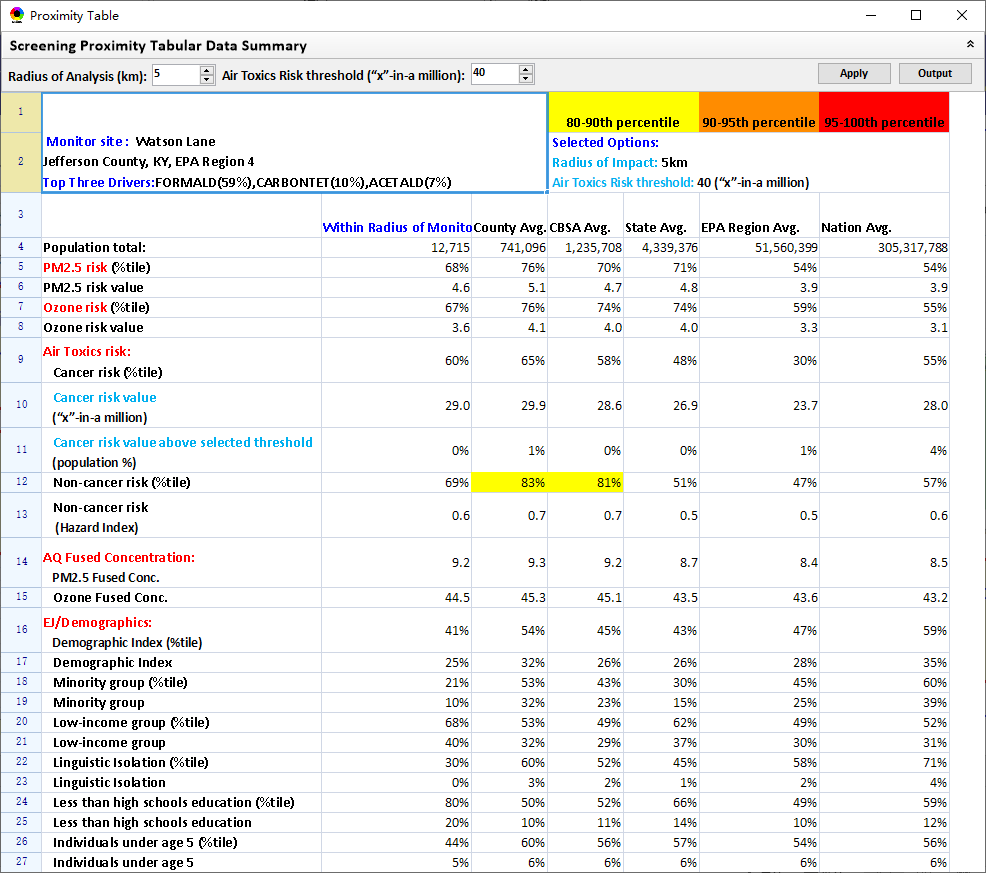 Proximity Table
Screening Proximity Tabular Data Summary
Radius of Analysis (km): 5 Air Toxics Risk threshold (“x”-in-a million): 40 Apply Output
1 80-90th percentile 90-95th percentile 95-100th percentile
Monitor site : Watson Lane Selected Options:
2 Jefferson County, KY, EPA Region 4 Radius of Impact: 5km
Top Three Drivers:FORMALD(59%),CARBONTET(10%),ACETALD(7%) Air Toxics Risk threshold: 40 (“x”-in-a million)
3 Within Radius of Monito County Avg. CBSA Avg. State Avg. EPA Region Avg. Nation Avg.
4 Population total: 12,715 741,096 1,235,708 4,339,376 51,560,399 305,317,788
5 PM2.5 risk (%tile) 68% 76% 70% 71% 54% 54%
6 PM2.5 risk value 4.6 5.1 4.7 4.8 3.9 3.9
7 Ozone risk (%tile) 67% 76% 74% 74% 59% 55%
8 Ozone risk value 3.6 4.1 4.0 4.0 3.3 3.1
9 Air Toxics risk:
Cancer risk (%tile) 60% 65% 58% 48% 30% 55%
10 Cancer risk value
(“x”-in-a million) 29.0 29.9 28.6 26.9 23.7 28.0
11 Cancer risk value above selected threshold
(population %) 0% 1% 0% 0% 1% 4%
12 Non-cancer risk (%tile) 69% 83% 81% 51% 47% 57%
13 Non-cancer risk
(Hazard Index) 0.6 0.7 0.7 0.5 0.5 0.6
14 AQ Fused Concentration:
PM2.5 Fused Conc. 9.2 9.3 9.2 8.7 8.4 8.5
15 Ozone Fused Conc. 44.5 45.3 45.1 43.5 43.6 43.2
16 EJ/Demographics:
Demographic Index (%tile) 41% 54% 45% 43% 47% 59%
17 Demographic Index 25% 32% 26% 26% 28% 35%
18 Minority group (%tile) 21% 53% 43% 30% 45% 60%
19 Minority group 10% 32% 23% 15% 25% 39%
20 Low-income group (%tile) 68% 53% 49% 62% 49% 52%
21 Low-income group 40% 32% 29% 37% 30% 31%
22 Linguistic Isolation (%tile) 30% 60% 52% 45% 58% 71%
23 Linguistic Isolation 0% 3% 2% 1% 2% 4%
24 Less than high schools education (%tile) 80% 50% 52% 66% 49% 59%
25 Less than high schools education 20% 10% 11% 14% 10% 12%
26 Individuals under age 5 (%tile) 44% 60% 56% 57% 54% 56%
27 Individuals under age 5 5% 6% 6% 6% 6% 6%